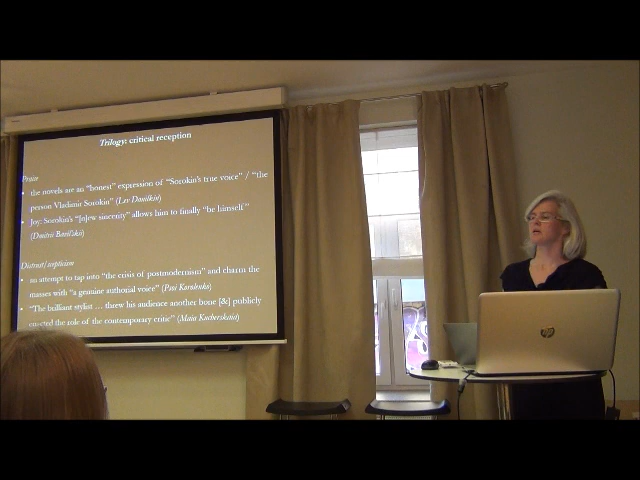 Trilogy: critical reception
Praise
• the novels are an "honest" expression of "Sorokin's true voice" / "the
person Vladimir Sorokin" (Lev Danilkin)
• Joy: Sorokin's "[n]ew sincerity" allows him to finally "be himself"
(Dmitrii Bavil'skii)
Distrust/scepticism
• an attempt to tap into "the crisis of postmodernism" and charm the
masses with "a genuine authorial voice" (Psoi Korolenko)
• "The brilliant stylist … threw his audience another bone [&] publicly
enacted the role of the contemporary critic" (Maia Kucherskaia)
hp